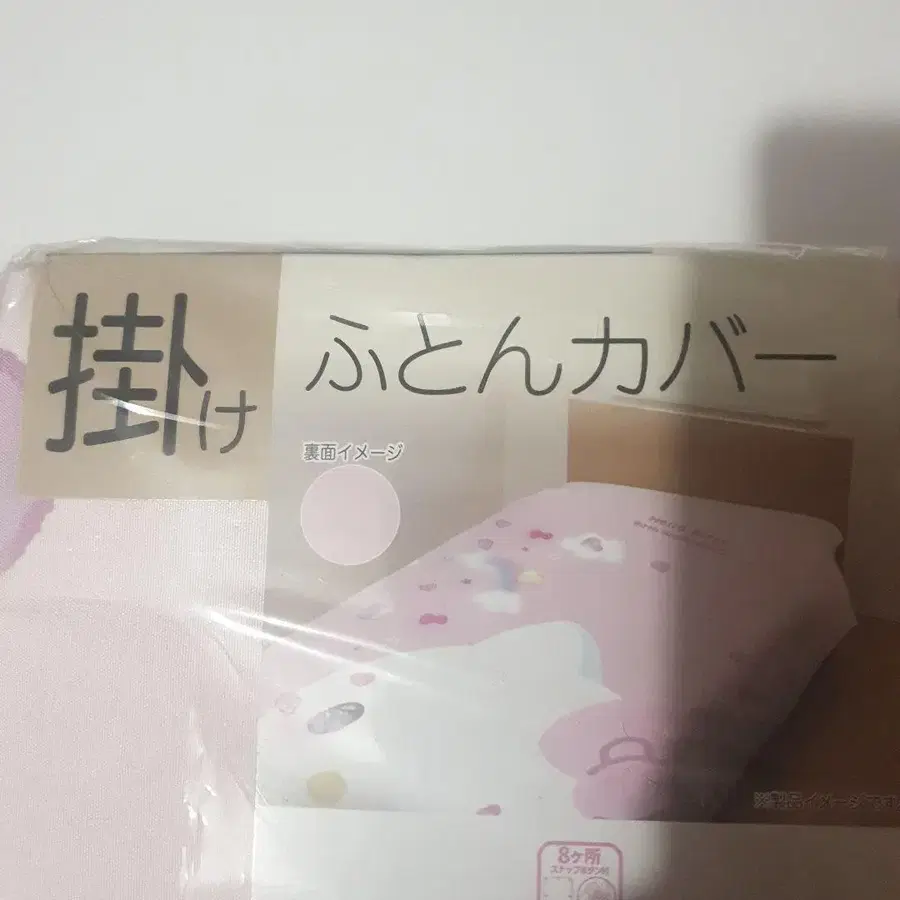 掛け ふとんカバー
裏面イメージ
※製品イメージです
8ヶ所
スナップボタン付